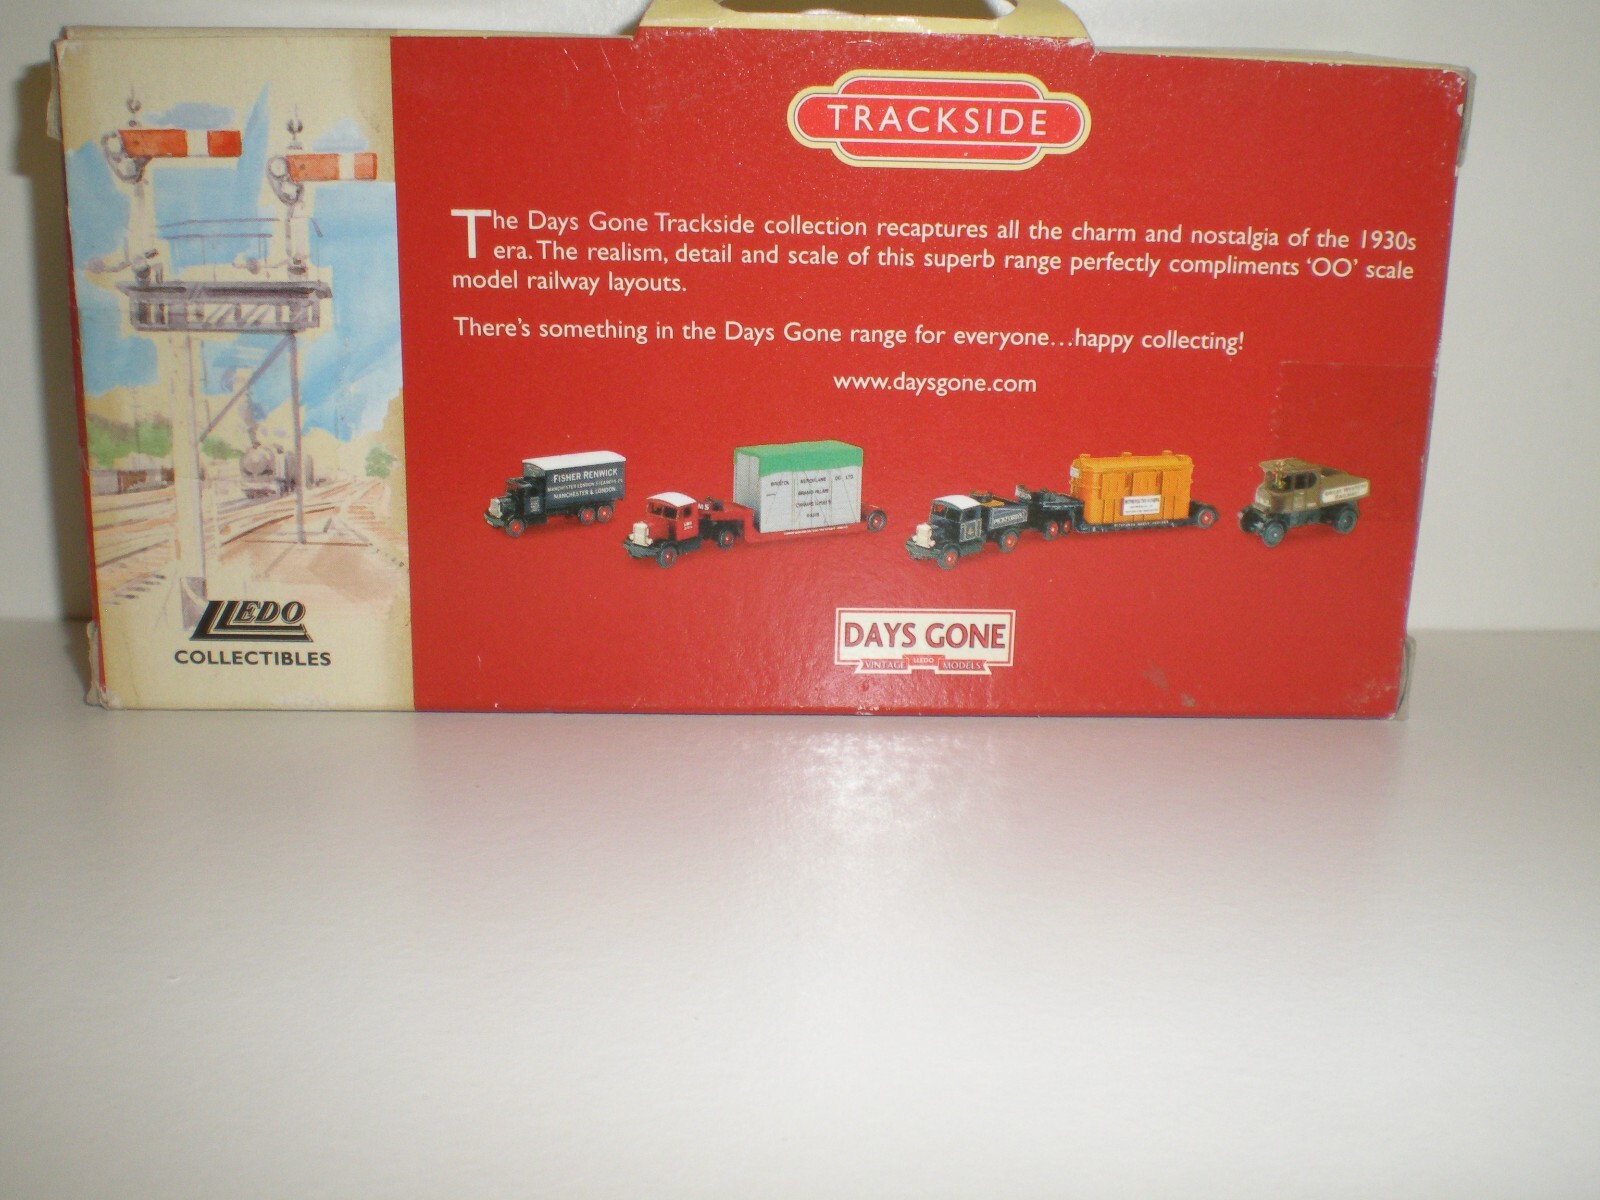 TRACKSIDE
The Days Gone Trackside collection recaptures all the charm and nostalgia of the 1930s
era. The realism, detail and scale of this superb range perfectly compliments ‘OO’ scale
model railway layouts.
There's something in the Days Gone range for everyone...happy collecting!
www.daysgone.com
FISHER RENWICK
MANCHESTER & LONDON
MS
PICKFORDS
BRISTOL
LLEDO
COLLECTIBLES
DAYS GONE
VINTAGE LLEDO MODELS